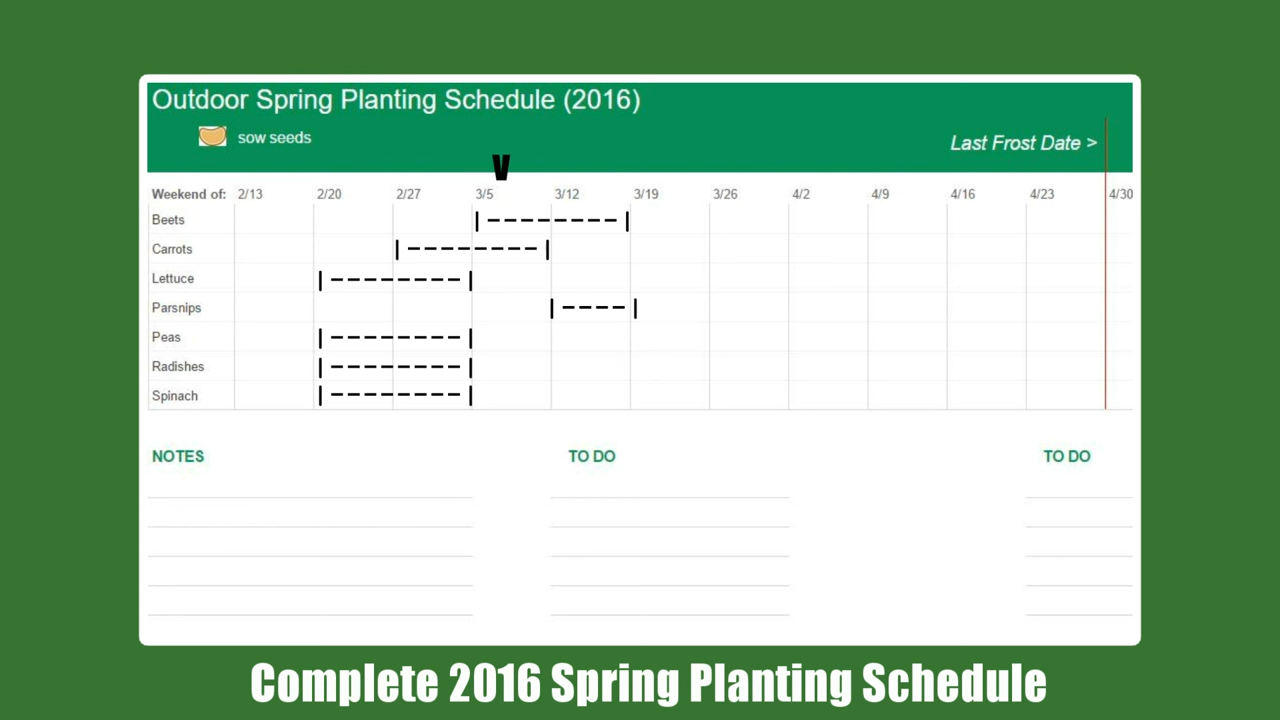 Outdoor Spring Planting Schedule (2016)
sow seeds
Last Frost Date >
V
Weekend of: 2/13 2/20 2/27 3/5 3/12 3/19 3/26 4/2 4/9 4/16 4/23 4/30
Beets
Carrots
Lettuce
Parsnips
Peas
Radishes
Spinach
NOTES TO DO TO DO
Complete 2016 Spring Planting Schedule